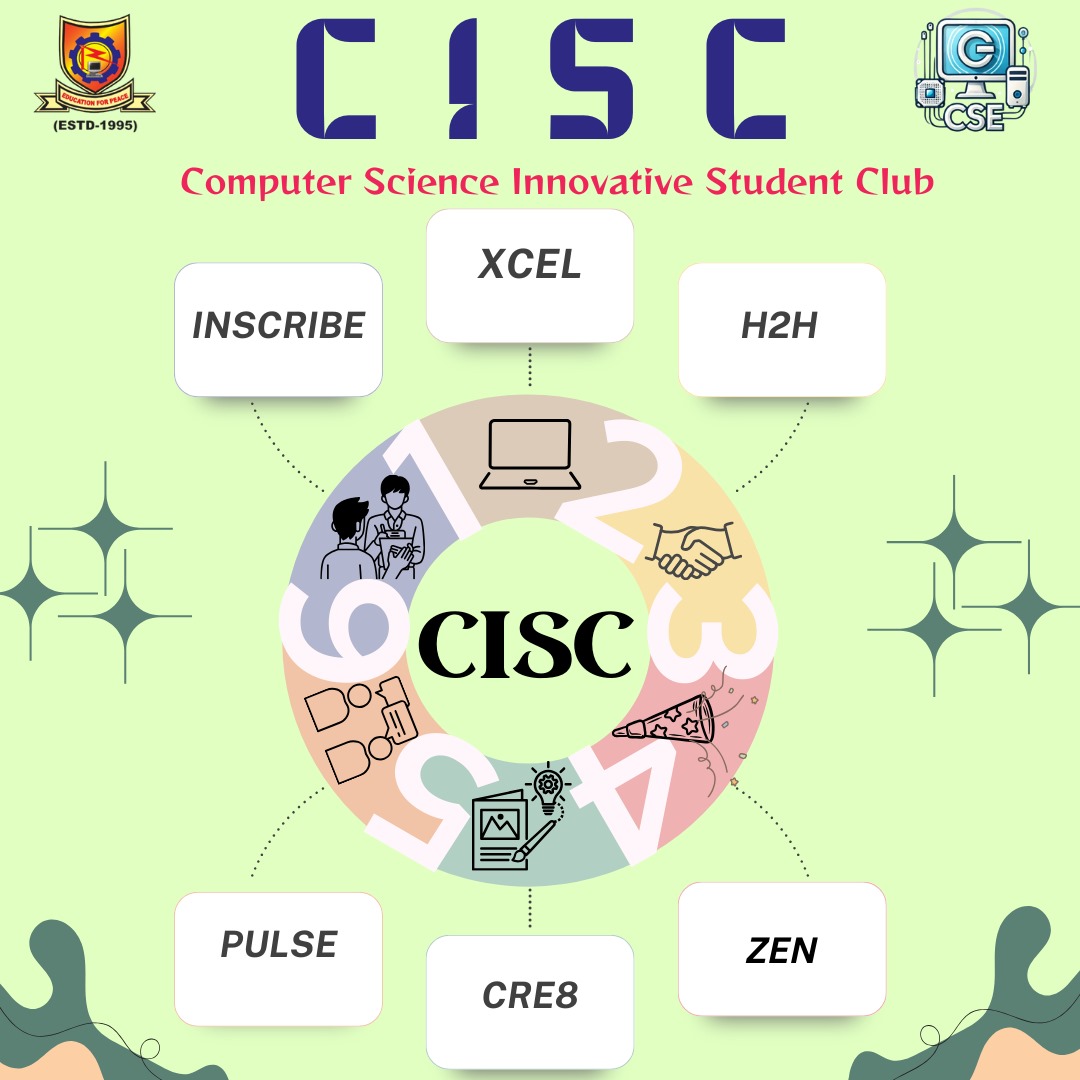 CISC
EDUCATION FOR PEACE
(ESTD-1995)
CSE
Computer Science Innovative Student Club
XCEL
INSCRIBE
H2H
1
2
3
4
5
6
CISC
PULSE
CRE8
ZEN